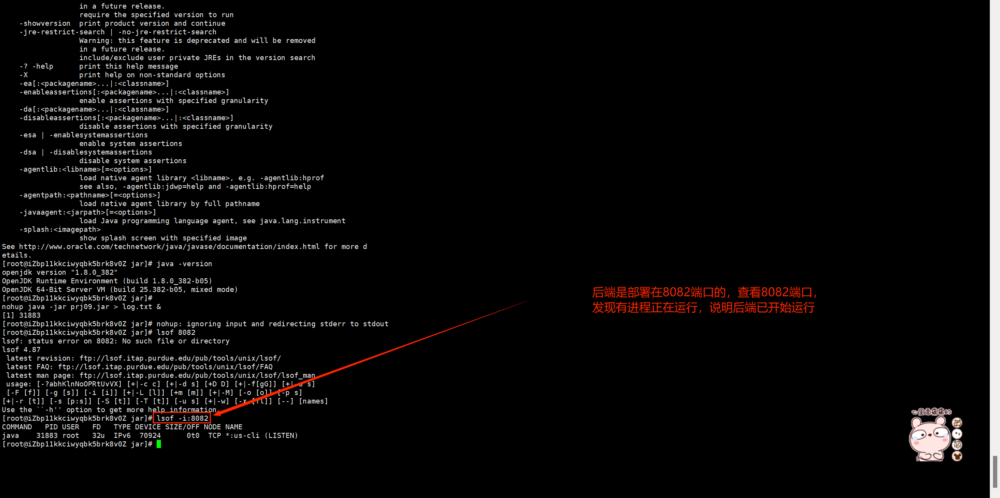 in a future release.
require the specified version to run
-showversion  print product version and continue
-jre-restrict-search | -no-jre-restrict-search
Warning: this feature is deprecated and will be removed
in a future release.
include/exclude user private JREs in the version search
-? -help      print this help message
-X            print help on non-standard options
-ea[:<packagename>...|:<classname>]
-enableassertions[:<packagename>...|:<classname>]
enable assertions with specified granularity
-da[:<packagename>...|:<classname>]
-disableassertions[:<packagename>...|:<classname>]
disable assertions with specified granularity
-esa | -enablesystemassertions
enable system assertions
-dsa | -disablesystemassertions
disable system assertions
-agentlib:<libname>[=<options>]
load native agent library <libname>, e.g. -agentlib:hprof
see also, -agentlib:jdwp=help and -agentlib:hprof=help
-agentpath:<pathname>[=<options>]
load native agent library by full pathname
-javaagent:<jarpath>[=<options>]
load Java programming language agent, see java.lang.instrument
-splash:<imagepath>
show splash screen with specified image
See http://www.oracle.com/technetwork/java/javase/documentation/index.html for more d
etails.
[root@iZbp11kkciwyqbk5brk8v0Z jar]# java -version
openjdk version "1.8.0_382"
OpenJDK Runtime Environment (build 1.8.0_382-b05)
OpenJDK 64-Bit Server VM (build 25.382-b05, mixed mode)
[root@iZbp11kkciwyqbk5brk8v0Z jar]#
nohup java -jar prj09.jar > log.txt &
[1] 31883
[root@iZbp11kkciwyqbk5brk8v0Z jar]# nohup: ignoring input and redirecting stderr to stdout
[root@iZbp11kkciwyqbk5brk8v0Z jar]# lsof 8082
lsof: status error on 8082: No such file or directory
lsof 4.87
latest revision: ftp://lsof.itap.purdue.edu/pub/tools/unix/lsof/
latest FAQ: ftp://lsof.itap.purdue.edu/pub/tools/unix/lsof/FAQ
latest man page: ftp://lsof.itap.purdue.edu/pub/tools/unix/lsof/lsof_man
usage: [-?abhKlnNoOPRtUvVX] [+|-c c] [+|-d s] [+D D] [+|-f[gG]] [+|-e s]
[-F [f]] [-g [s]] [-i [i]] [+|-L [l]] [+m [m]] [+|-M] [-o [o]] [-p s]
[+|-r [t]] [-s [p:s]] [-S [t]] [-T [t]] [-u s] [+|-w] [-x [fl]] [--] [names]
Use the ``-h'' option to get more help information
[root@iZbp11kkciwyqbk5brk8v0Z jar]# lsof -i:8082
COMMAND   PID USER   FD   TYPE DEVICE SIZE/OFF NODE NAME
java    31883 root   32u  IPv6  70924      0t0  TCP *:us-cli (LISTEN)
[root@iZbp11kkciwyqbk5brk8v0Z jar]#
后端是部署在8082端口的，查看8082端口，
发现有进程正在运行，说明后端已开始运行
心里面痛痛的
英
简